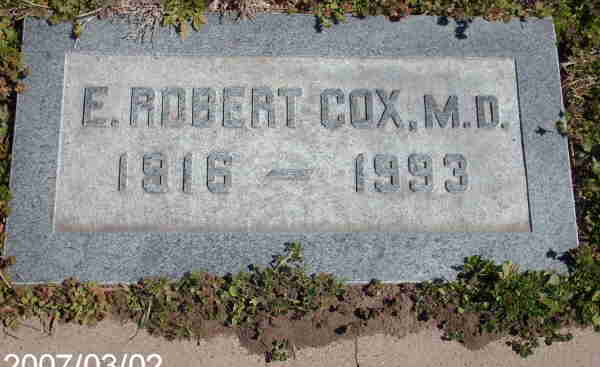 E. ROBERT COX, M.D.
1916 — 1993
2007/03/02